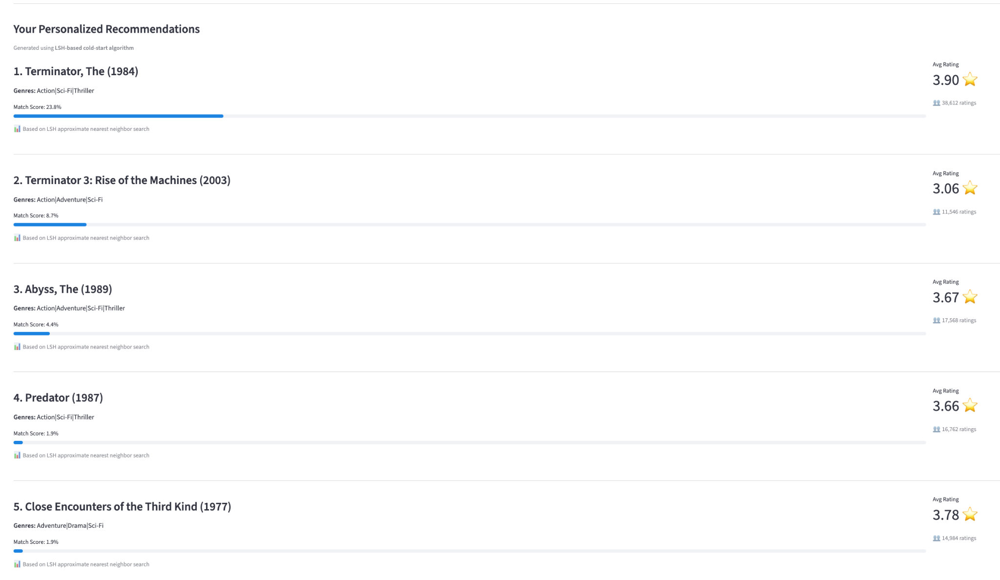 Your Personalized Recommendations
Generated using LSH-based cold-start algorithm
1. Terminator, The (1984)
Genres: Action|Sci-Fi|Thriller
Match Score: 23.8%
Based on LSH approximate nearest neighbor search
Avg Rating
3.90
38,612 ratings
2. Terminator 3: Rise of the Machines (2003)
Genres: Action|Adventure|Sci-Fi
Match Score: 8.7%
Based on LSH approximate nearest neighbor search
Avg Rating
3.06
11,546 ratings
3. Abyss, The (1989)
Genres: Action|Adventure|Sci-Fi|Thriller
Match Score: 4.4%
Based on LSH approximate nearest neighbor search
Avg Rating
3.67
17,568 ratings
4. Predator (1987)
Genres: Action|Sci-Fi|Thriller
Match Score: 1.9%
Based on LSH approximate nearest neighbor search
Avg Rating
3.66
16,762 ratings
5. Close Encounters of the Third Kind (1977)
Genres: Adventure|Drama|Sci-Fi
Match Score: 1.9%
Based on LSH approximate nearest neighbor search
Avg Rating
3.78
14,984 ratings